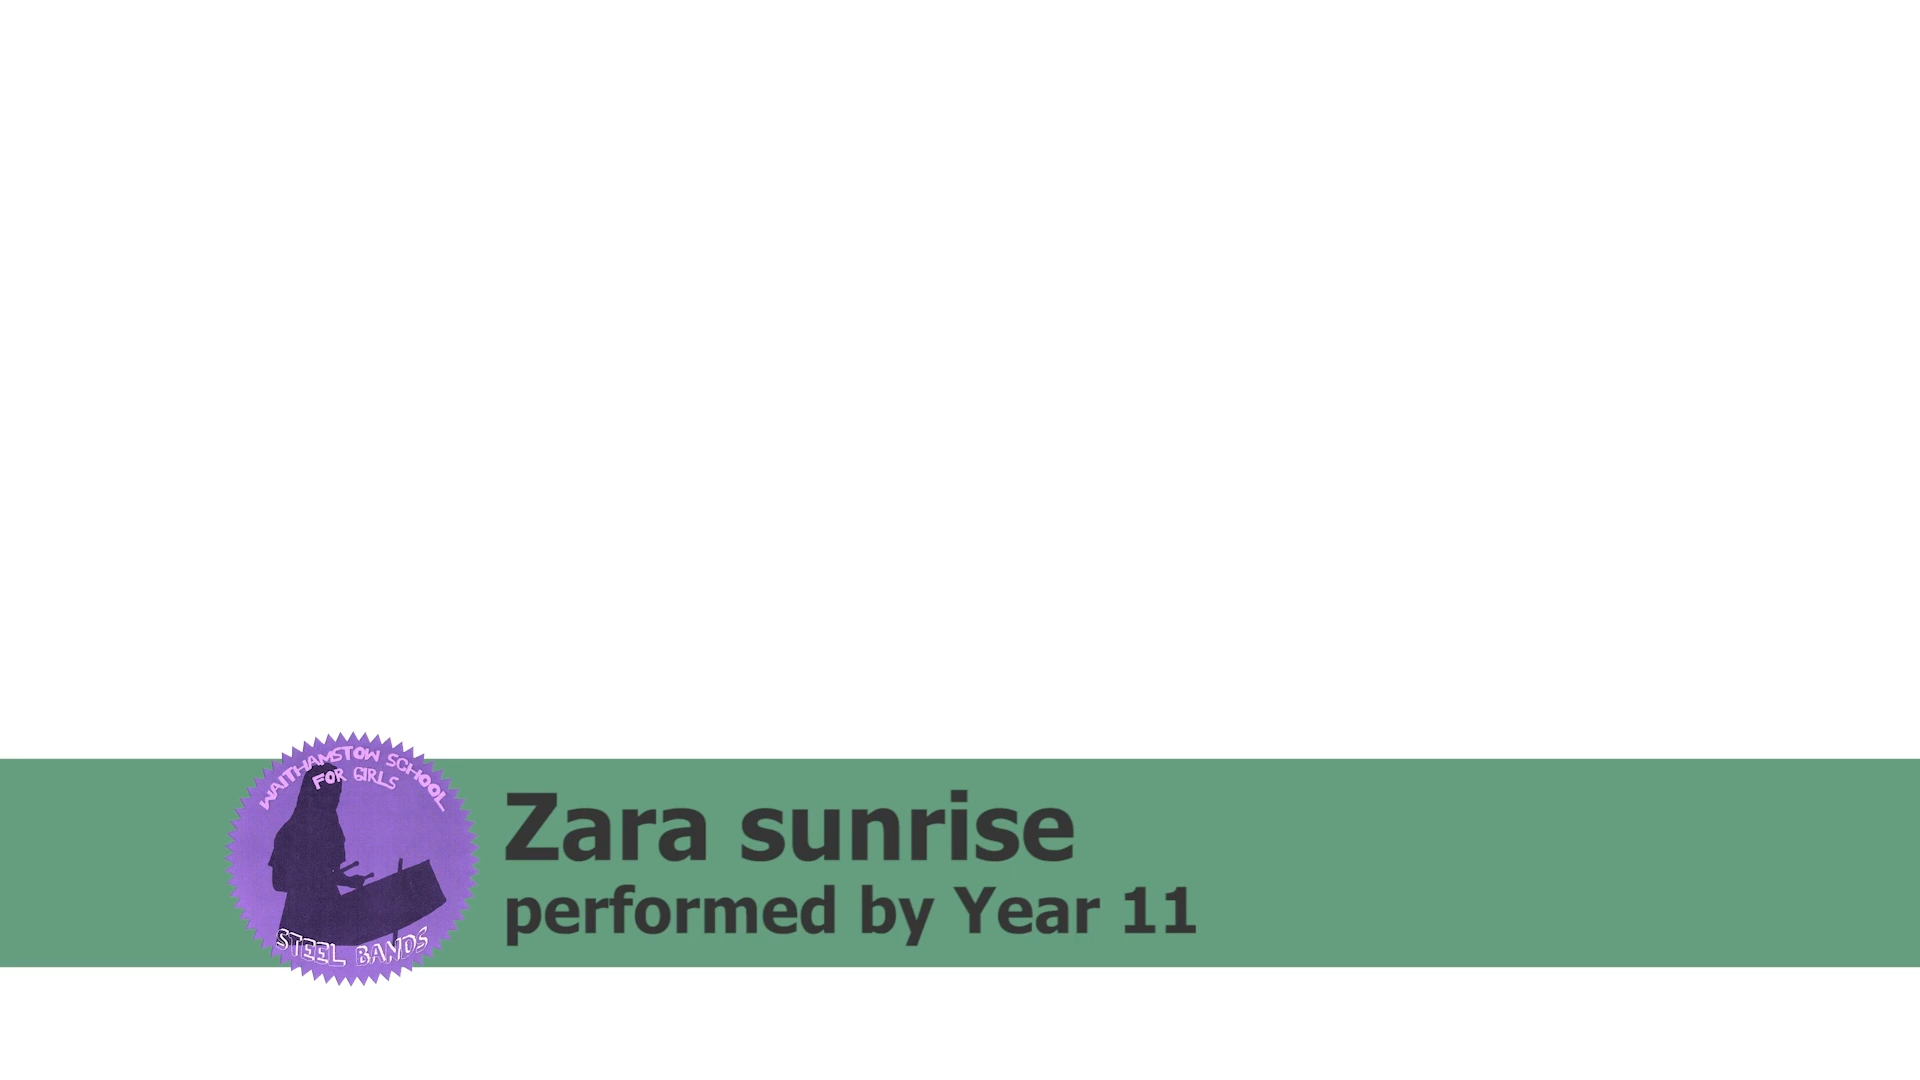 WALTHAMSTOW SCHOOL
FOR GIRLS
STEEL BANDS
Zara sunrise
performed by Year 11